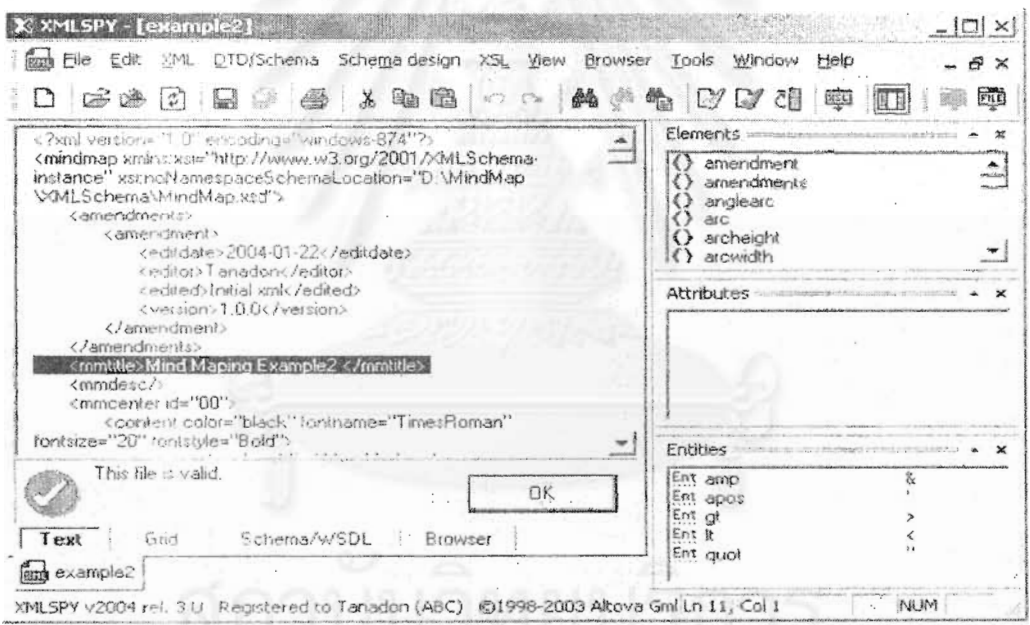 XMLSPY - [example2]
File Edit XML DTD/Schema Schema design XSL View Browser Tools Window Help
<?xml version="1.0" encoding="windows-874"?>
<mindmap xmlns:xsi="http://www.w3.org/2001/XMLSchema-
instance" xsi:noNamespaceSchemaLocation="D:\MindMap
\XMLSchema\MindMap.xsd">
<amendments>
<amendment>
<editdate>2004-01-22</editdate>
<editor>Tanadon</editor>
<edited>Initial xml</edited>
<version>1.0.0</version>
</amendment>
</amendments>
<mmtitle>Mind Maping Example2 </mmtitle>
<mmdesc/>
<mmcenter id="00">
<content color="black" fontname="TimesRoman"
fontsize="20" fontstyle="Bold">
This file is valid.
OK
Text Grid Schema/WSDL Browser
example2
Elements
<> amendment
<> amendments
<> anglearc
<> arc
<> archeight
<> arcwidth
Attributes
Entities
Ent amp &
Ent apos '
Ent gt >
Ent lt <
Ent quot "
XMLSPY v2004 rel. 3 U Registered to Tanadon (ABC) ©1998-2003 Altova Gml Ln 11, Col 1 NUM